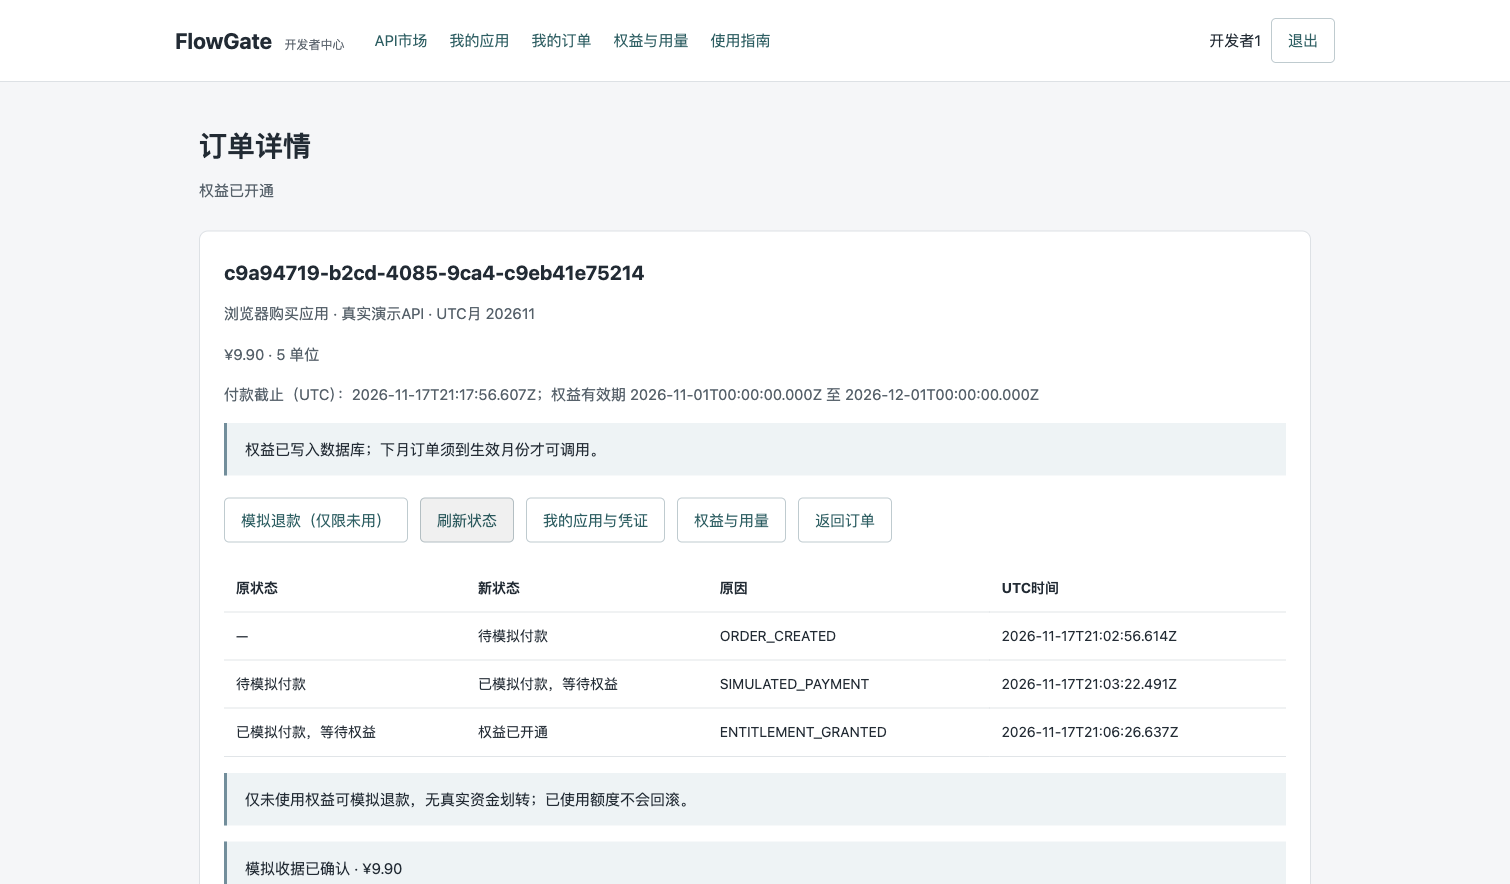 FlowGate 开发者中心 API市场 我的应用 我的订单 权益与用量 使用指南 开发者1 退出
订单详情
权益已开通
c9a94719-b2cd-4085-9ca4-c9eb41e75214
浏览器购买应用 · 真实演示API · UTC月 202611
¥9.90 · 5 单位
付款截止（UTC）：2026-11-17T21:17:56.607Z；权益有效期 2026-11-01T00:00:00.000Z 至 2026-12-01T00:00:00.000Z
权益已写入数据库；下月订单须到生效月份才可调用。
模拟退款（仅限未用） 刷新状态 我的应用与凭证 权益与用量 返回订单
原状态 新状态 原因 UTC时间
— 待模拟付款 ORDER_CREATED 2026-11-17T21:02:56.614Z
待模拟付款 已模拟付款，等待权益 SIMULATED_PAYMENT 2026-11-17T21:03:22.491Z
已模拟付款，等待权益 权益已开通 ENTITLEMENT_GRANTED 2026-11-17T21:06:26.637Z
仅未使用权益可模拟退款，无真实资金划转；已使用额度不会回滚。
模拟收据已确认 · ¥9.90